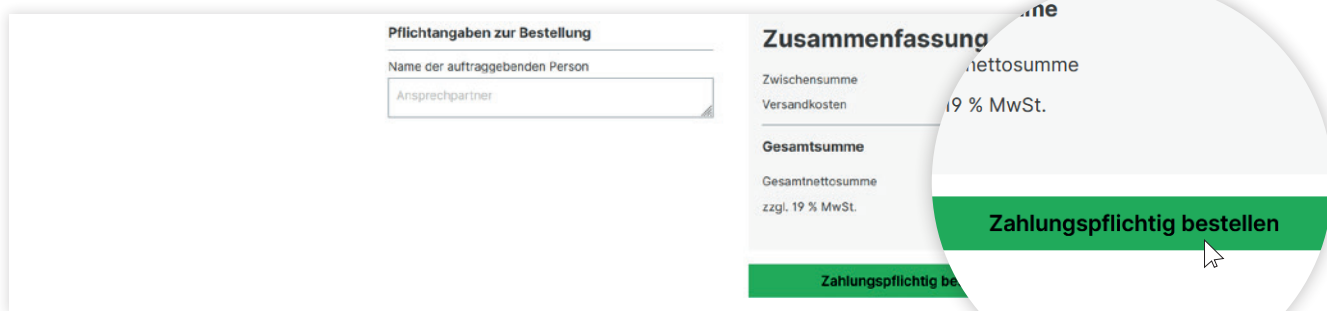 Pflichtangaben zur Bestellung
Name der auftraggebenden Person
Ansprechpartner
Zusammenfassung
Zwischensumme
Versandkosten
Gesamtsumme
Gesamtnettosumme
zzgl. 19 % MwSt.
Zahlungspflichtig
nettosumme
19 % MwSt.
Zahlungspflichtig bestellen